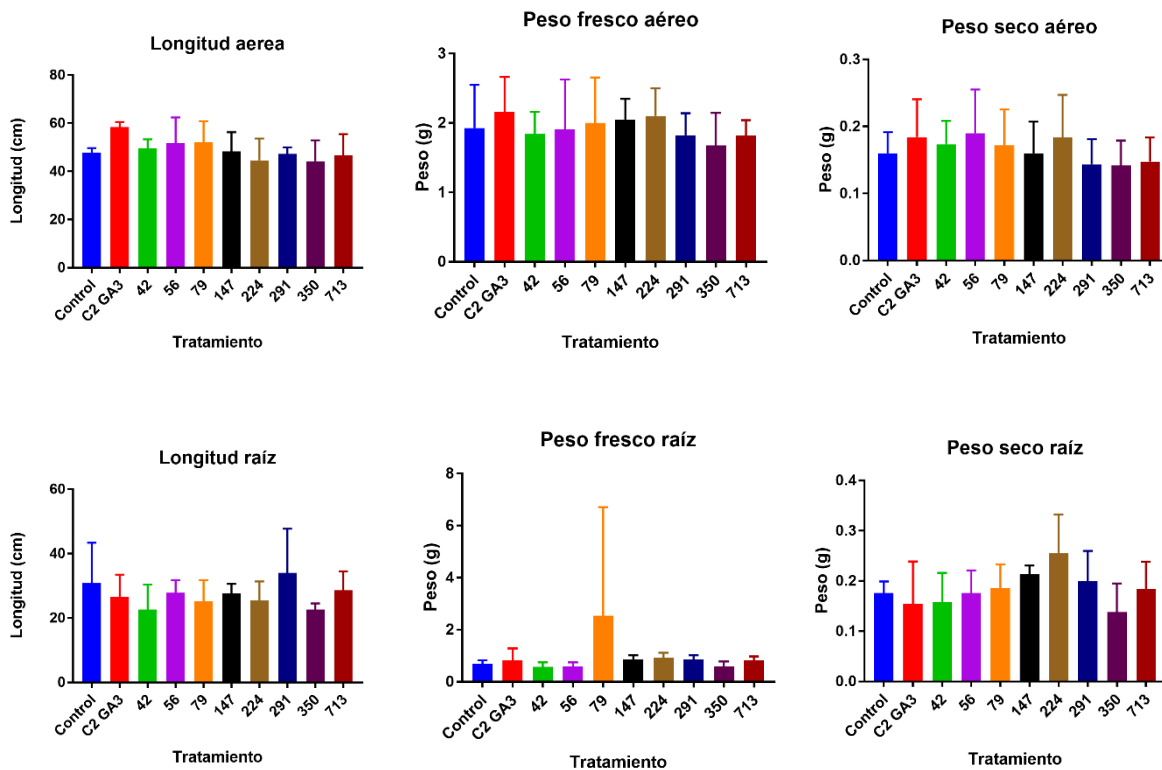 Longitud aerea
Longitud (cm)
80
60
40
20
0
Control
C2 GA3
42
56
79
147
224
291
350
713
Tratamiento
Peso fresco aéreo
Peso (g)
3
2
1
0
Control
C2 GA3
42
56
79
147
224
291
350
713
Tratamiento
Peso seco aéreo
Peso (g)
0.3
0.2
0.1
0.0
Control
C2 GA3
42
56
79
147
224
291
350
713
Tratamiento
Longitud raíz
Longitud (cm)
60
40
20
0
Control
C2 GA3
42
56
79
147
224
291
350
713
Tratamiento
Peso fresco raíz
Peso (g)
8
6
4
2
0
Control
C2 GA3
42
56
79
147
224
291
350
713
Tratamiento
Peso seco raíz
Peso (g)
0.4
0.3
0.2
0.1
0.0
Control
C2 GA3
42
56
79
147
224
291
350
713
Tratamiento